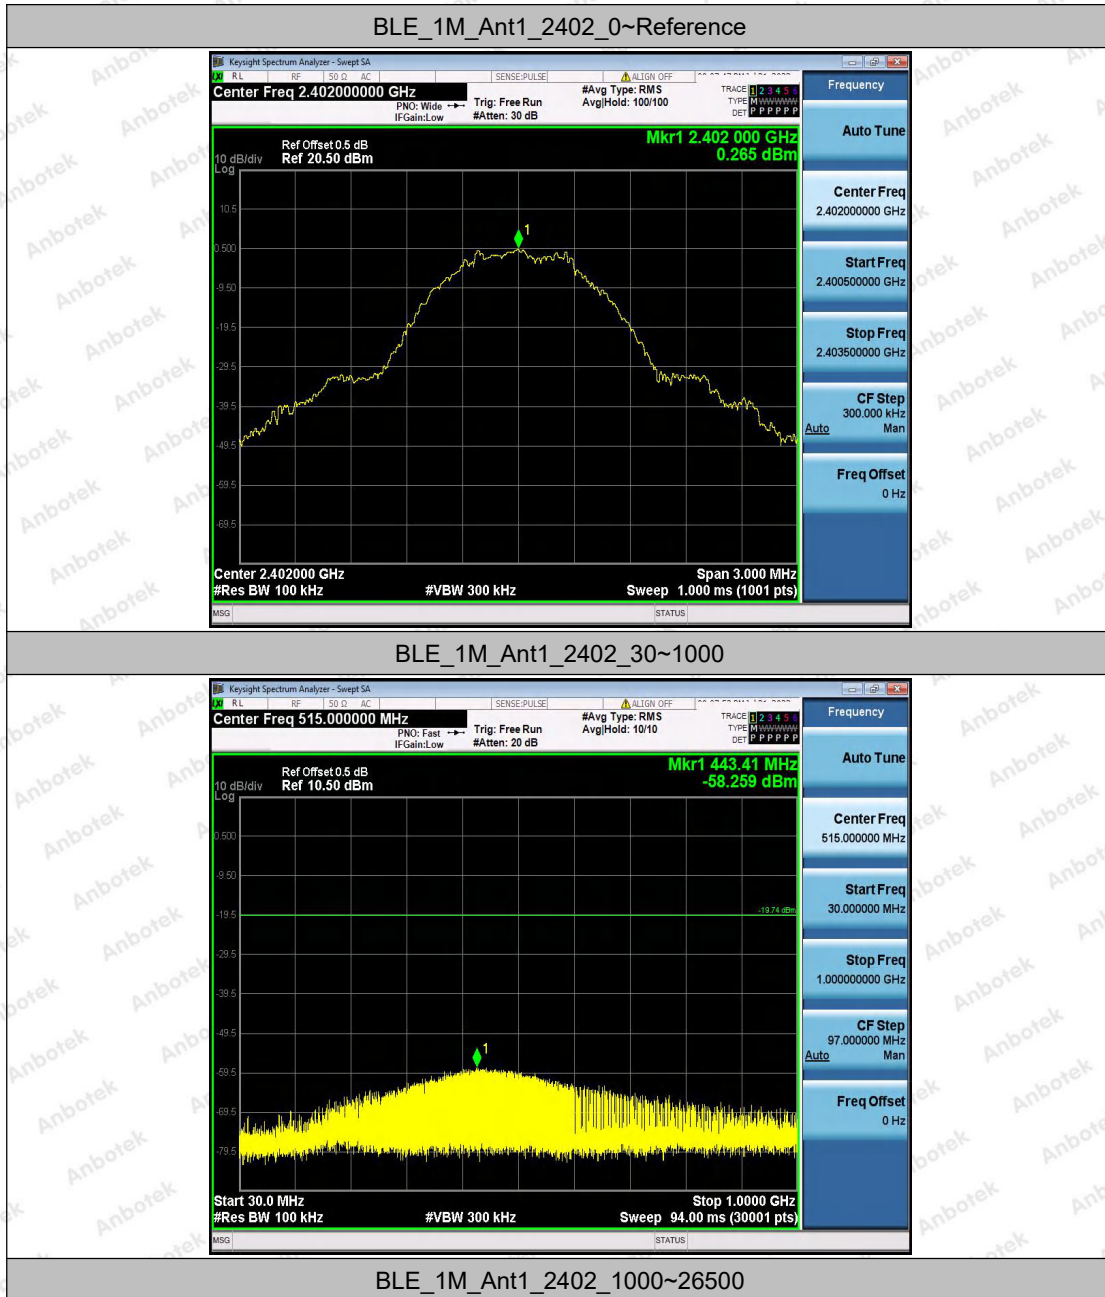 BLE_1M_Ant1_2402_0~Reference
Keysight Spectrum Analyzer - Swept SA
RL RF 50 Ω AC SENSE:PULSE ALIGN OFF
Center Freq 2.402000000 GHz
PNO: Wide
IFGain:Low
Trig: Free Run
#Atten: 30 dB
#Avg Type: RMS
Avg|Hold: 100/100
TRACE 1 2 3 4 5 6
TYPE M W W W W W
DET P P P P P P
Ref Offset 0.5 dB
Ref 20.50 dBm
10 dB/div
Log
Mkr1 2.402 000 GHz
0.265 dBm
1
10.5
0.500
-9.50
-19.5
-29.5
-39.5
-49.5
-59.5
-69.5
Center 2.402000 GHz
Span 3.000 MHz
#Res BW 100 kHz
#VBW 300 kHz
Sweep 1.000 ms (1001 pts)
MSG
STATUS
Frequency
Auto Tune
Center Freq
2.402000000 GHz
Start Freq
2.400500000 GHz
Stop Freq
2.403500000 GHz
CF Step
300.000 kHz
Auto Man
Freq Offset
0 Hz
BLE_1M_Ant1_2402_30~1000
Keysight Spectrum Analyzer - Swept SA
RL RF 50 Ω AC SENSE:PULSE ALIGN OFF
Center Freq 515.000000 MHz
PNO: Fast
IFGain:Low
Trig: Free Run
#Atten: 20 dB
#Avg Type: RMS
Avg|Hold: 10/10
TRACE 1 2 3 4 5 6
TYPE M W W W W W
DET P P P P P P
Ref Offset 0.5 dB
Ref 10.50 dBm
10 dB/div
Log
Mkr1 443.41 MHz
-58.259 dBm
1
0.500
-9.50
-19.5
-19.74 dBm
-29.5
-39.5
-49.5
-59.5
-69.5
-79.5
Start 30.0 MHz
Stop 1.0000 GHz
#Res BW 100 kHz
#VBW 300 kHz
Sweep 94.00 ms (30001 pts)
MSG
STATUS
Frequency
Auto Tune
Center Freq
515.000000 MHz
Start Freq
30.000000 MHz
Stop Freq
1.000000000 GHz
CF Step
97.000000 MHz
Auto Man
Freq Offset
0 Hz
BLE_1M_Ant1_2402_1000~26500
Anbotek